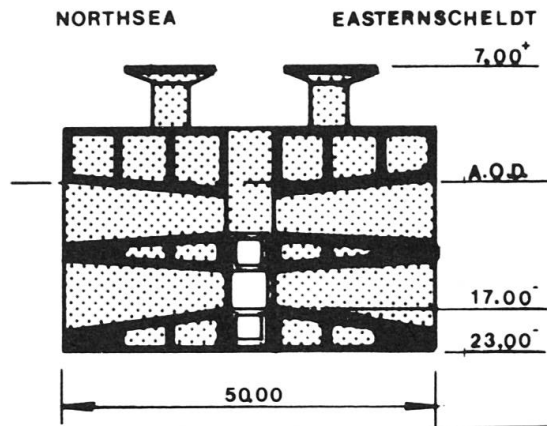 NORTHSEA EASTERNSCHELDT
7,00+
A.O.D.
17.00-
23,00-
50,00